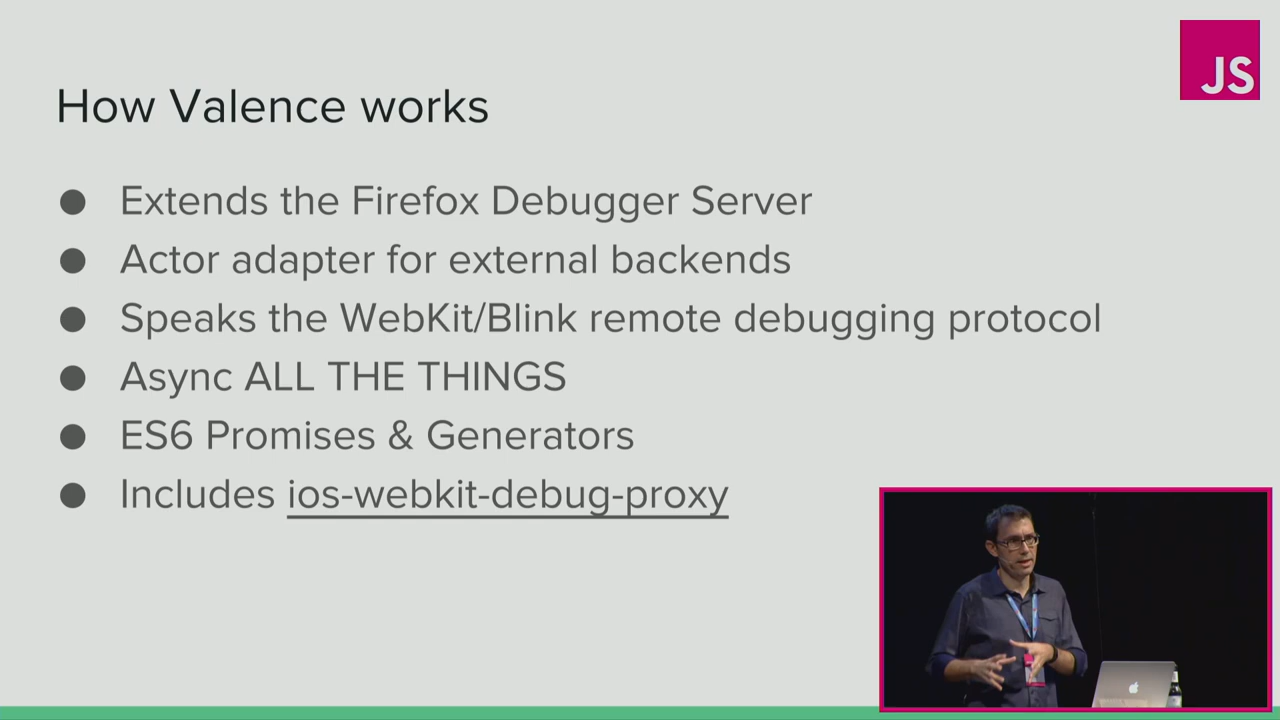 JS
How Valence works
● Extends the Firefox Debugger Server
● Actor adapter for external backends
● Speaks the WebKit/Blink remote debugging protocol
● Async ALL THE THINGS
● ES6 Promises & Generators
● Includes ios-webkit-debug-proxy